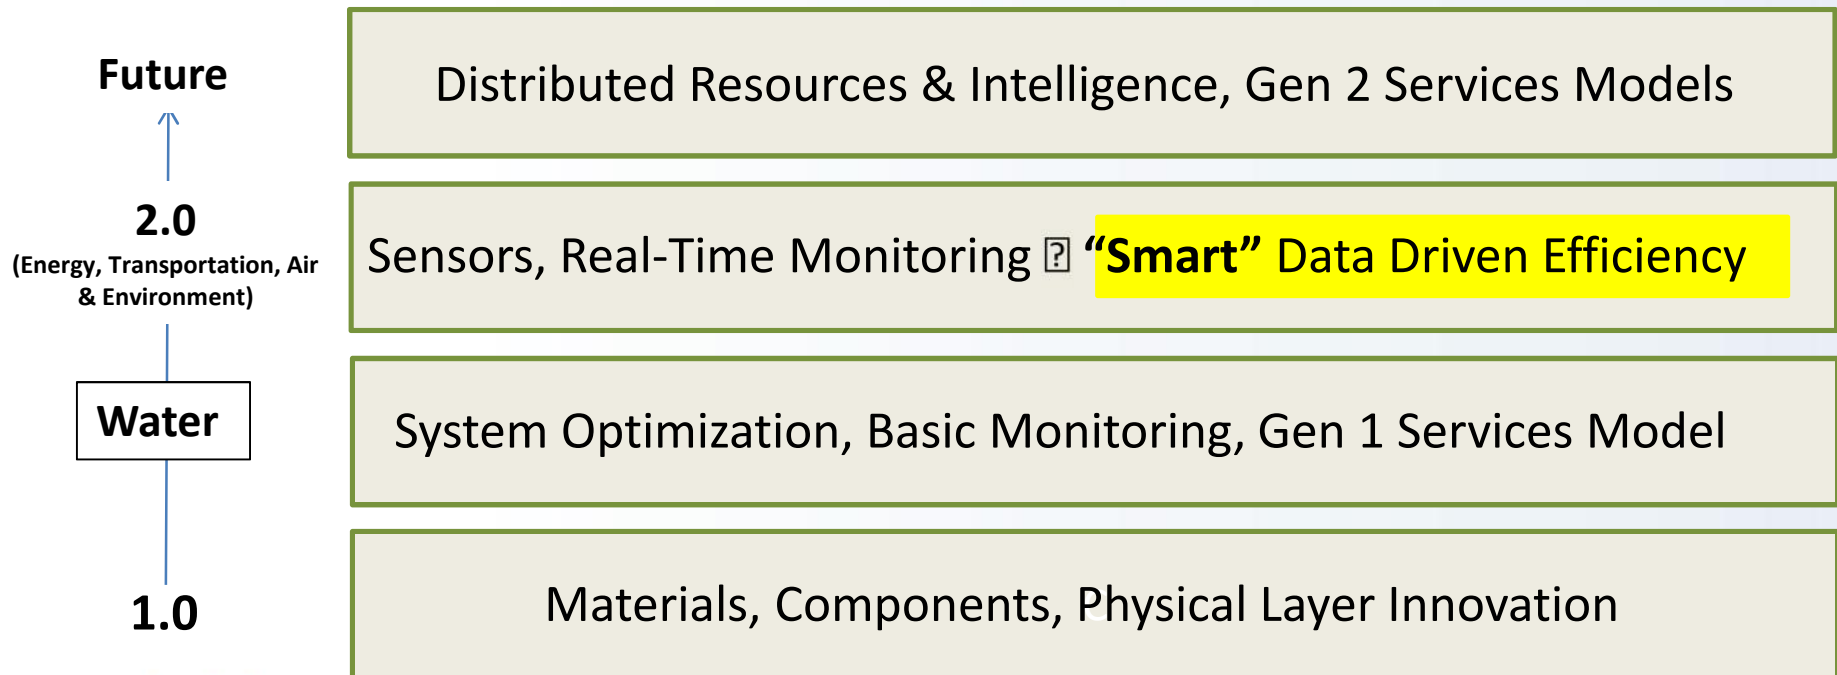 Future
Distributed Resources & Intelligence, Gen 2 Services Models
2.0
(Energy, Transportation, Air
& Environment)
Sensors, Real-Time Monitoring ⍰ “Smart” Data Driven Efficiency
Water
System Optimization, Basic Monitoring, Gen 1 Services Model
1.0
Materials, Components, Physical Layer Innovation